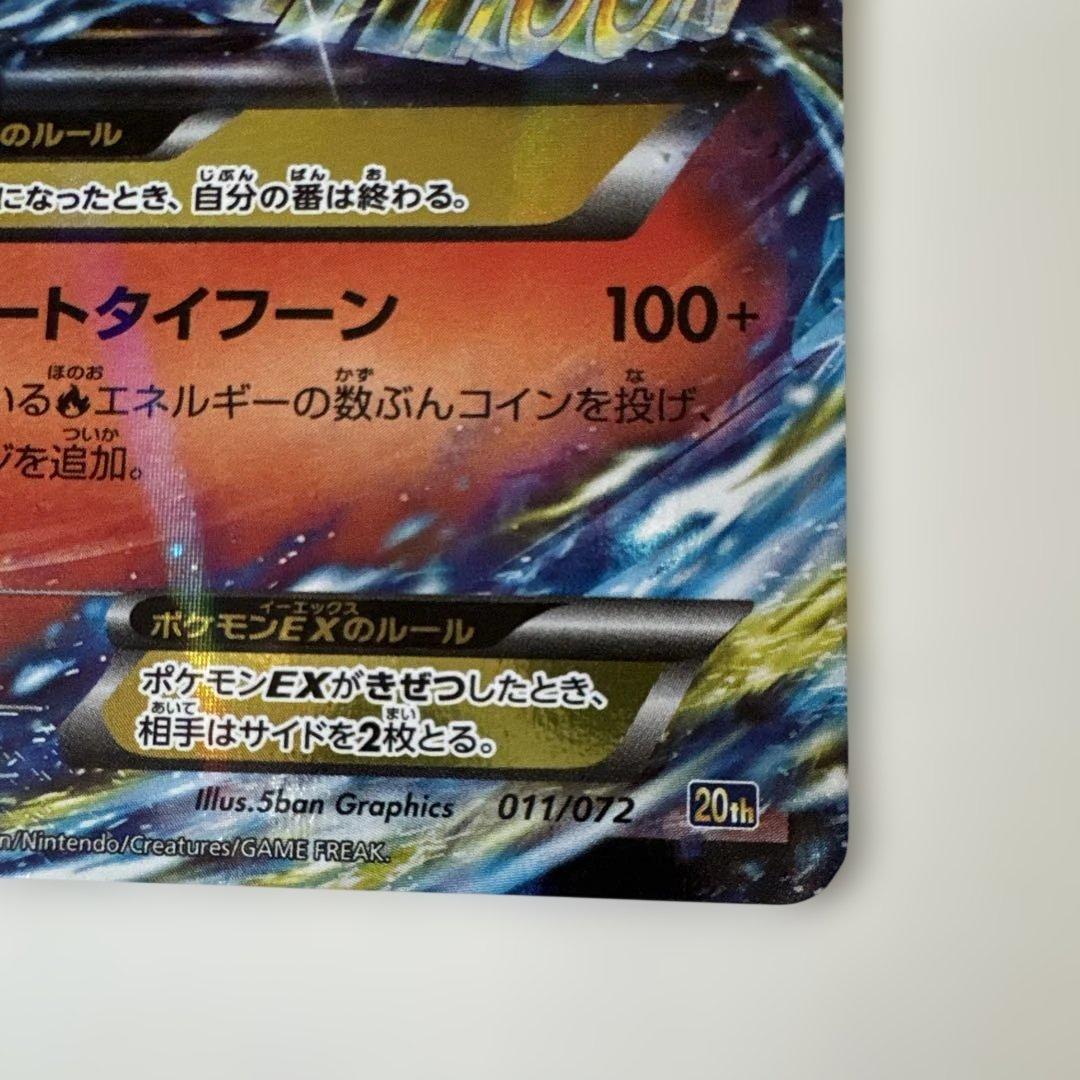 のルール
になったとき、自分の番は終わる。
ートタイフーン 100+
いる エネルギーの数ぶんコインを投げ、
ジを追加。
ポケモンEXのルール
ポケモンEXがきぜつしたとき、
相手はサイドを2枚とる。
Illus.5ban Graphics 011/072 20th
n/Nintendo/Creatures/GAME FREAK.